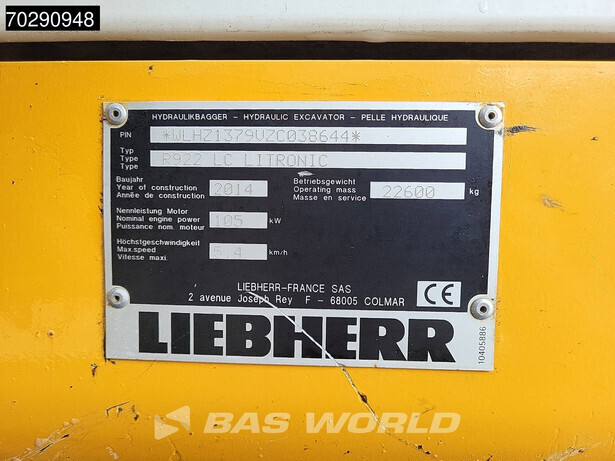 70290948
HYDRAULIKBAGGER - HYDRAULIC EXCAVATOR - PELLE HYDRAULIQUE
PIN *WLHZ1379VZC038644*
Typ
Type R922 LC LITRONIC
Type
Baujahr
Year of construction 2014
Année de construction
Betriebsgewicht
Operating mass 22600 kg
Masse en service
Nennleistung Motor
Nominal engine power 105 kW
Puissance nom. moteur
Höchstgeschwindigkeit
Max.speed 5.4 km/h
Vitesse maxi.
LIEBHERR-FRANCE SAS
2 avenue Joseph Rey F - 68005 COLMAR
CE
LIEBHERR
10405886
BAS WORLD